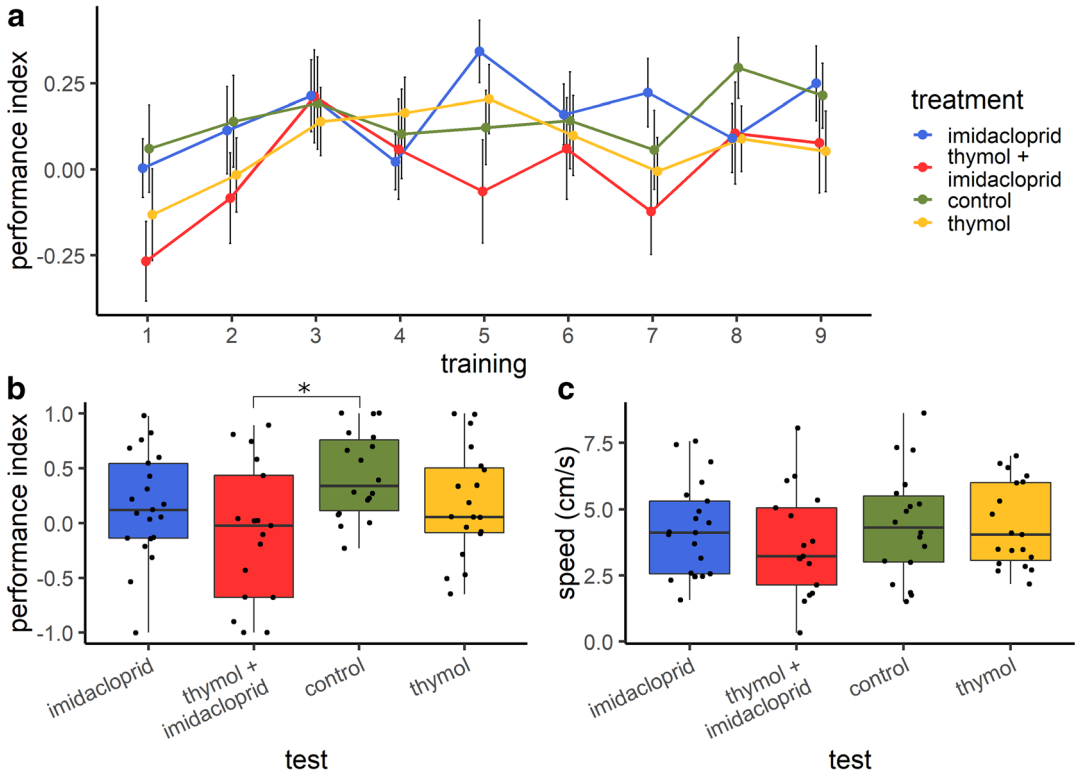 a
performance index
0.25
0.00
-0.25
1 2 3 4 5 6 7 8 9
training
treatment
imidacloprid
thymol +
imidacloprid
control
thymol
b
performance index
1.0
0.5
0.0
-0.5
-1.0
*
imidacloprid
thymol +
imidacloprid
control
thymol
test
c
speed (cm/s)
7.5
5.0
2.5
0.0
imidacloprid
thymol +
imidacloprid
control
thymol
test